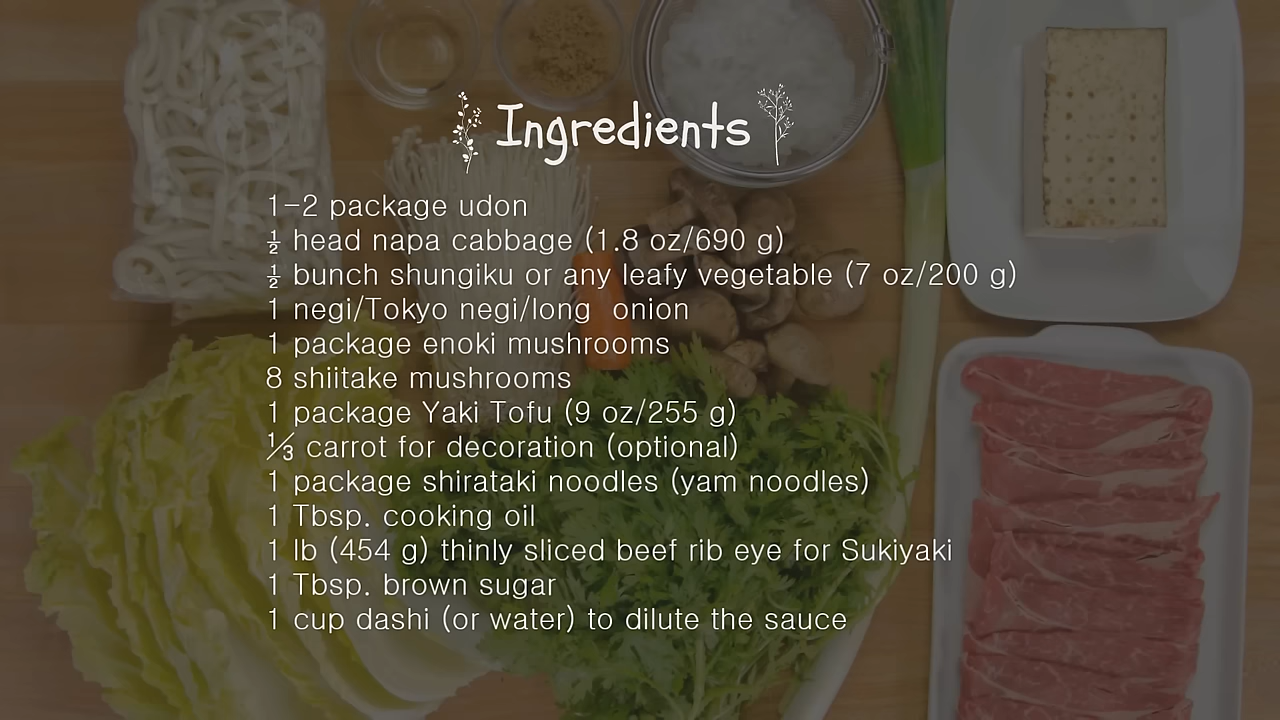 Ingredients
1-2 package udon
½ head napa cabbage (1.8 oz/690 g)
½ bunch shungiku or any leafy vegetable (7 oz/200 g)
1 negi/Tokyo negi/long onion
1 package enoki mushrooms
8 shiitake mushrooms
1 package Yaki Tofu (9 oz/255 g)
⅓ carrot for decoration (optional)
1 package shirataki noodles (yam noodles)
1 Tbsp. cooking oil
1 lb (454 g) thinly sliced beef rib eye for Sukiyaki
1 Tbsp. brown sugar
1 cup dashi (or water) to dilute the sauce